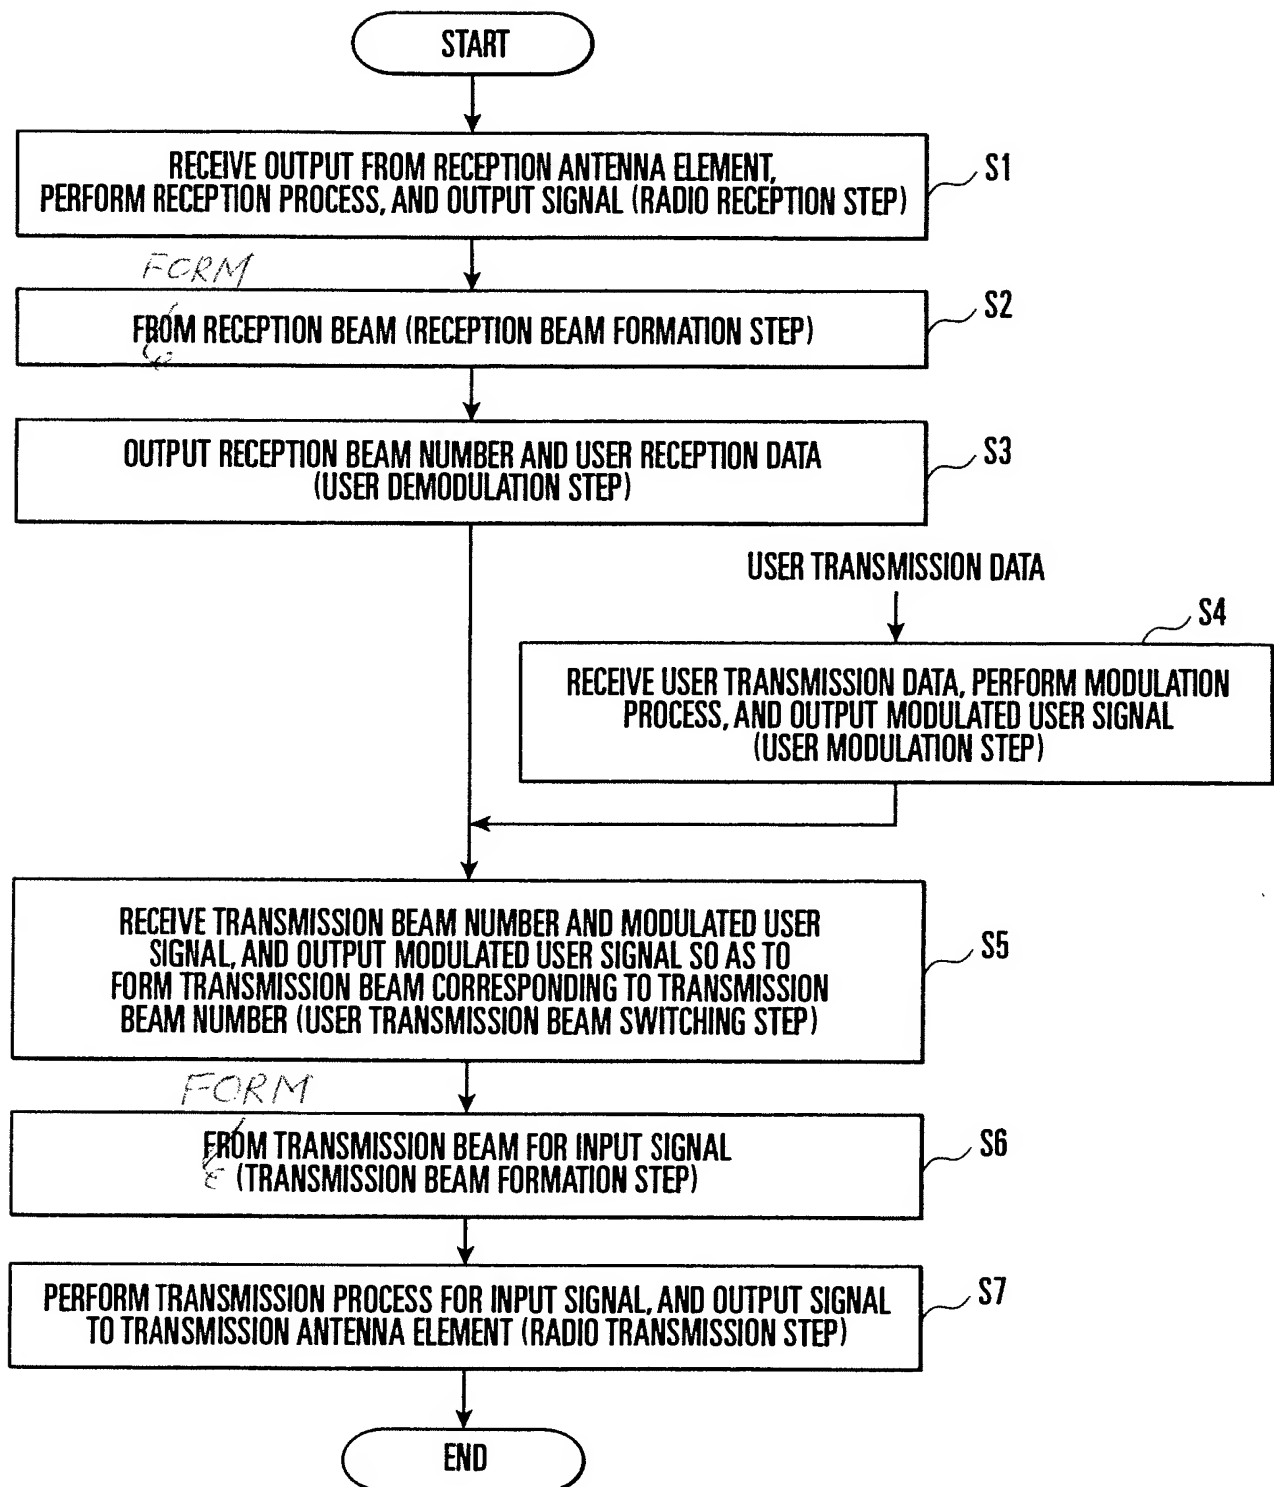 START
RECEIVE OUTPUT FROM RECEPTION ANTENNA ELEMENT,
PERFORM RECEPTION PROCESS, AND OUTPUT SIGNAL (RADIO RECEPTION STEP)
S1
FORM
FROM RECEPTION BEAM (RECEPTION BEAM FORMATION STEP)
S2
OUTPUT RECEPTION BEAM NUMBER AND USER RECEPTION DATA
(USER DEMODULATION STEP)
S3
USER TRANSMISSION DATA
S4
RECEIVE USER TRANSMISSION DATA, PERFORM MODULATION
PROCESS, AND OUTPUT MODULATED USER SIGNAL
(USER MODULATION STEP)
RECEIVE TRANSMISSION BEAM NUMBER AND MODULATED USER
SIGNAL, AND OUTPUT MODULATED USER SIGNAL SO AS TO
FORM TRANSMISSION BEAM CORRESPONDING TO TRANSMISSION
BEAM NUMBER (USER TRANSMISSION BEAM SWITCHING STEP)
S5
FORM
FROM TRANSMISSION BEAM FOR INPUT SIGNAL
(TRANSMISSION BEAM FORMATION STEP)
S6
PERFORM TRANSMISSION PROCESS FOR INPUT SIGNAL, AND OUTPUT SIGNAL
TO TRANSMISSION ANTENNA ELEMENT (RADIO TRANSMISSION STEP)
S7
END